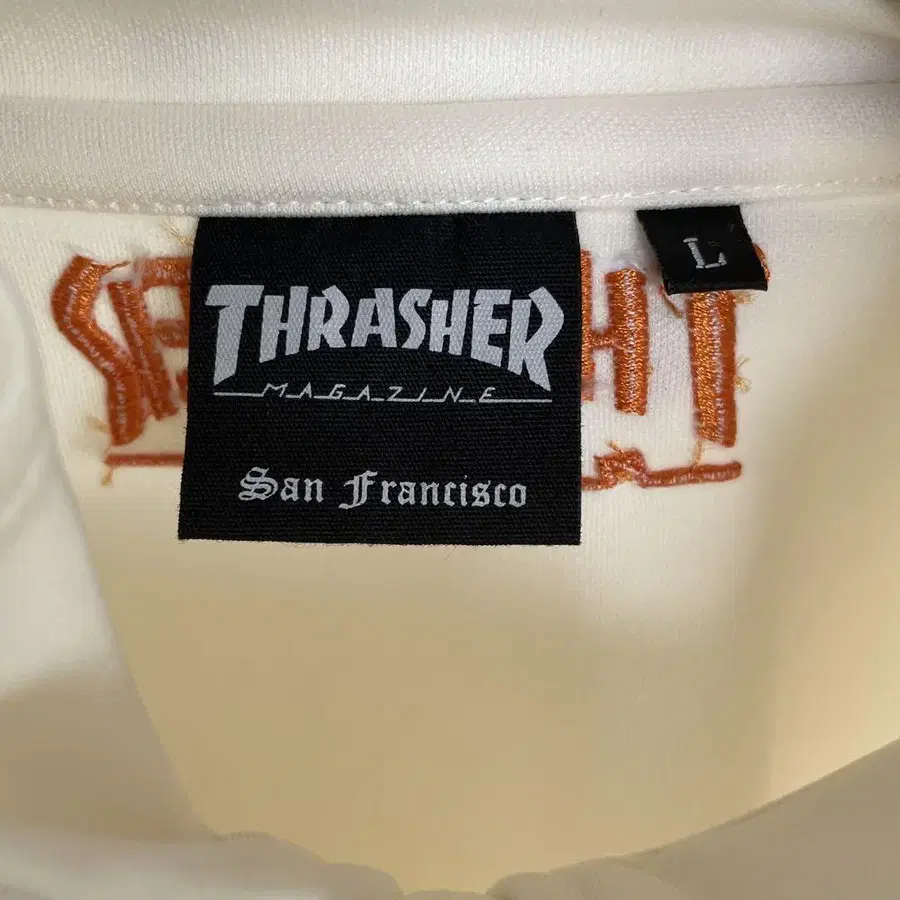 THRASHER
MAGAZINE
San Francisco
L